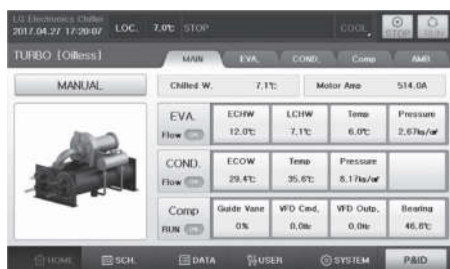 LG Electronics Chiller
2017.04.27 17:20:07 LOC. 7.0℃ STOP COOL STOP RUN
TURBO [Oilless] MAIN EVA. COND. Comp AMB
MANUAL Chilled W. 7.1℃ Motor Amp 514.0A
EVA. ECHW LCHW Temp Pressure
Flow 12.0℃ 7.1℃ 6.0℃ 2.67㎏/㎠
COND. ECOW Temp Pressure
Flow 29.4℃ 35.6℃ 8.17㎏/㎠
Comp Guide Vane VFD Cmd. VFD Outp. Bearing
RUN 0% 0.0Hz 0.0Hz 46.8℃
HOME SCH. DATA USER SYSTEM P&ID